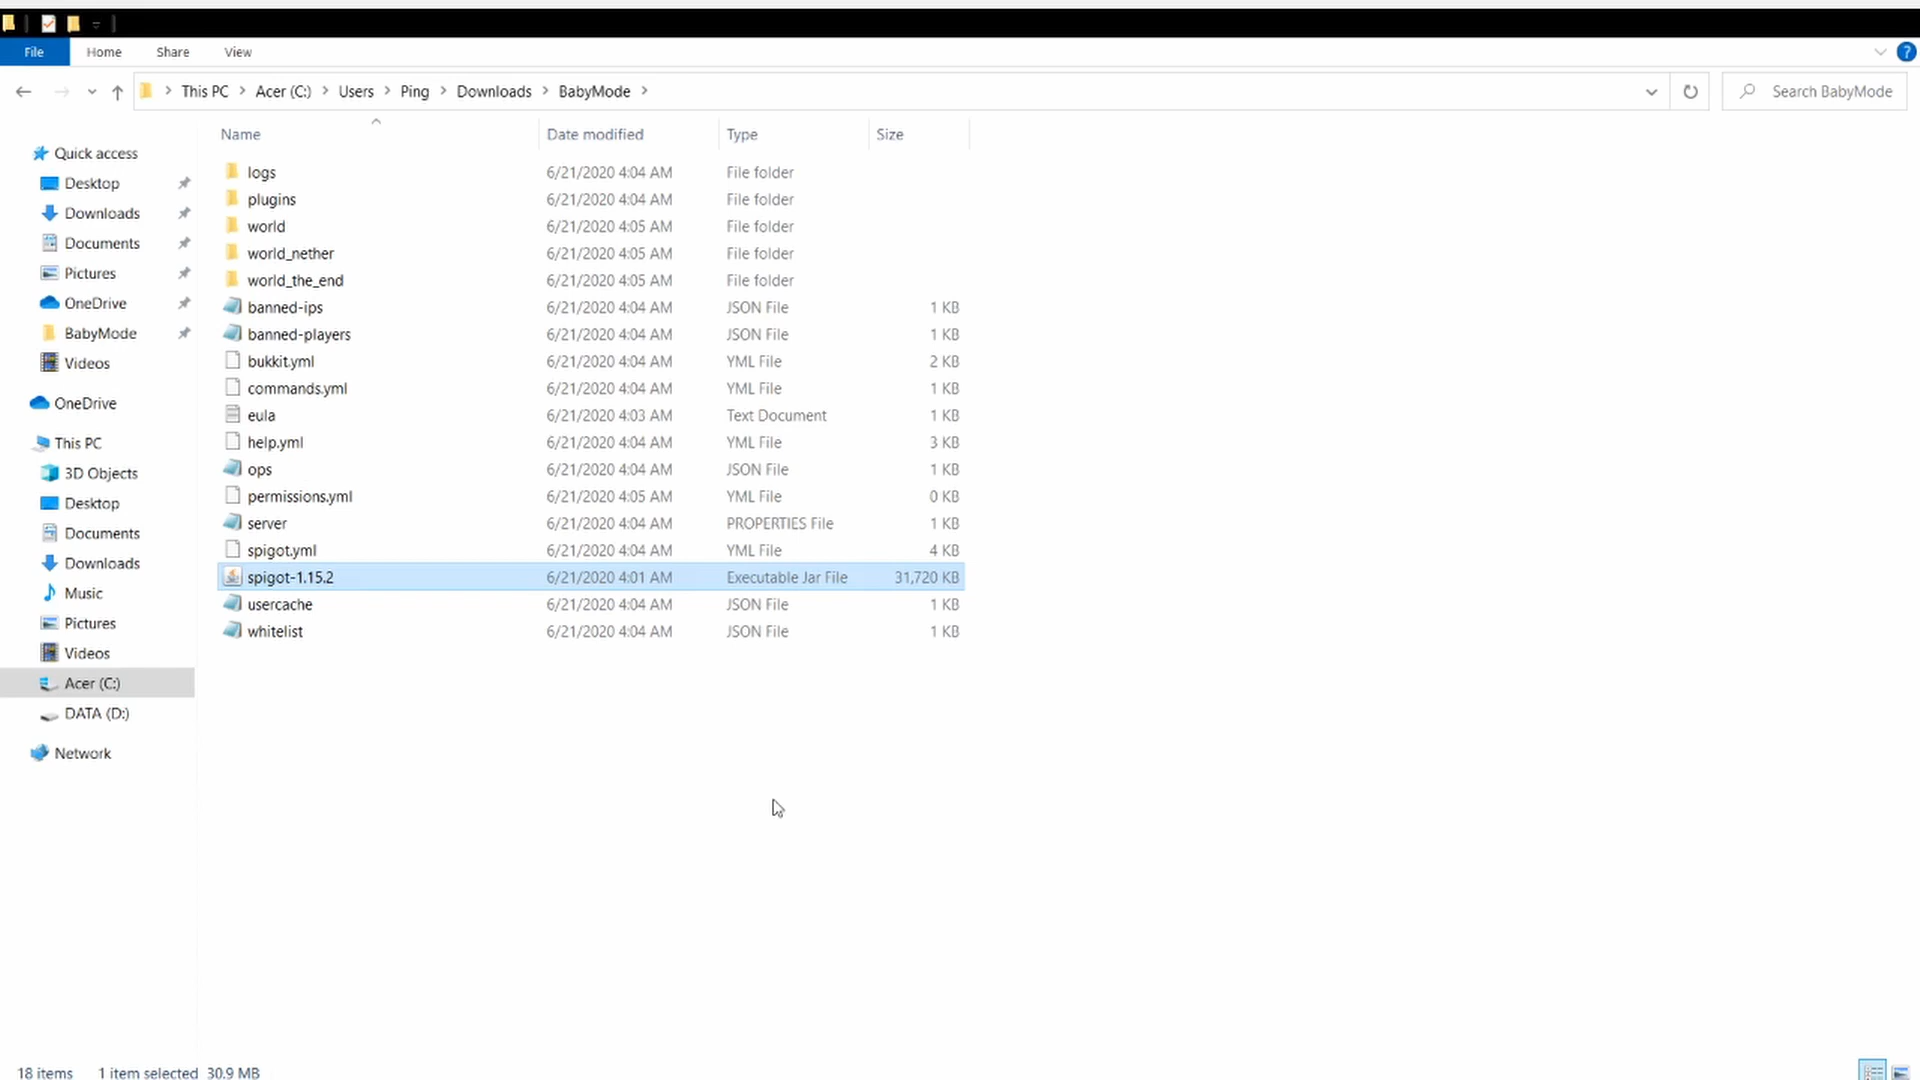 File Home Share View ?
This PC Acer (C:) Users Ping Downloads BabyMode Search BabyMode
Name Date modified Type Size
Quick access
Desktop
Downloads
Documents
Pictures
OneDrive
BabyMode
Videos
OneDrive
This PC
3D Objects
Desktop
Documents
Downloads
Music
Pictures
Videos
Acer (C:)
DATA (D:)
Network
logs 6/21/2020 4:04 AM File folder
plugins 6/21/2020 4:04 AM File folder
world 6/21/2020 4:05 AM File folder
world_nether 6/21/2020 4:05 AM File folder
world_the_end 6/21/2020 4:05 AM File folder
banned-ips 6/21/2020 4:04 AM JSON File 1 KB
banned-players 6/21/2020 4:04 AM JSON File 1 KB
bukkit.yml 6/21/2020 4:04 AM YML File 2 KB
commands.yml 6/21/2020 4:04 AM YML File 1 KB
eula 6/21/2020 4:03 AM Text Document 1 KB
help.yml 6/21/2020 4:04 AM YML File 3 KB
ops 6/21/2020 4:04 AM JSON File 1 KB
permissions.yml 6/21/2020 4:05 AM YML File 0 KB
server 6/21/2020 4:04 AM PROPERTIES File 1 KB
spigot.yml 6/21/2020 4:04 AM YML File 4 KB
spigot-1.15.2 6/21/2020 4:01 AM Executable Jar File 31,720 KB
usercache 6/21/2020 4:04 AM JSON File 1 KB
whitelist 6/21/2020 4:04 AM JSON File 1 KB
18 items 1 item selected 30.9 MB